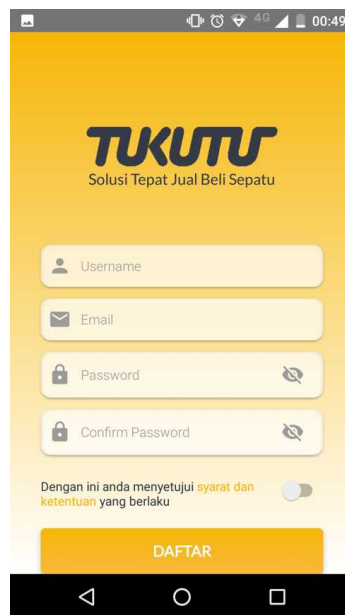 4G 00:49
TUKUTU
Solusi Tepat Jual Beli Sepatu
Username
Email
Password
Confirm Password
Dengan ini anda menyetujui syarat dan
ketentuan yang berlaku
DAFTAR